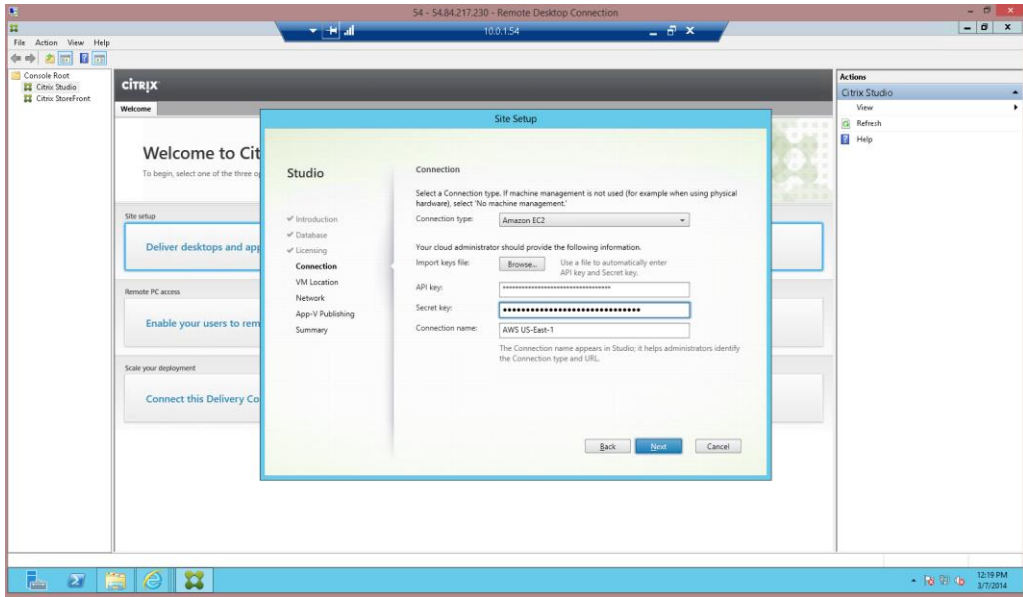 54 - 54.84.217.230 - Remote Desktop Connection
10.0.1.54
File Action View Help
Console Root
Citrix Studio
Citrix StoreFront
CİTRIX
Welcome
Welcome to Cit
To begin, select one of the three op
Site setup
Deliver desktops and app
Remote PC access
Enable your users to rem
Scale your deployment
Connect this Delivery Co
Site Setup
Studio
Introduction
Database
Licensing
Connection
VM Location
Network
App-V Publishing
Summary
Connection
Select a Connection type. If machine management is not used (for example when using physical
hardware), select 'No machine management.'
Connection type: Amazon EC2
Your cloud administrator should provide the following information.
Import keys file: Browse... Use a file to automatically enter
API key and Secret key.
API key:
Secret key:
Connection name: AWS US-East-1
The Connection name appears in Studio; it helps administrators identify
the Connection type and URL.
Back Next Cancel
Actions
Citrix Studio
View
Refresh
Help
12:19 PM
3/7/2014